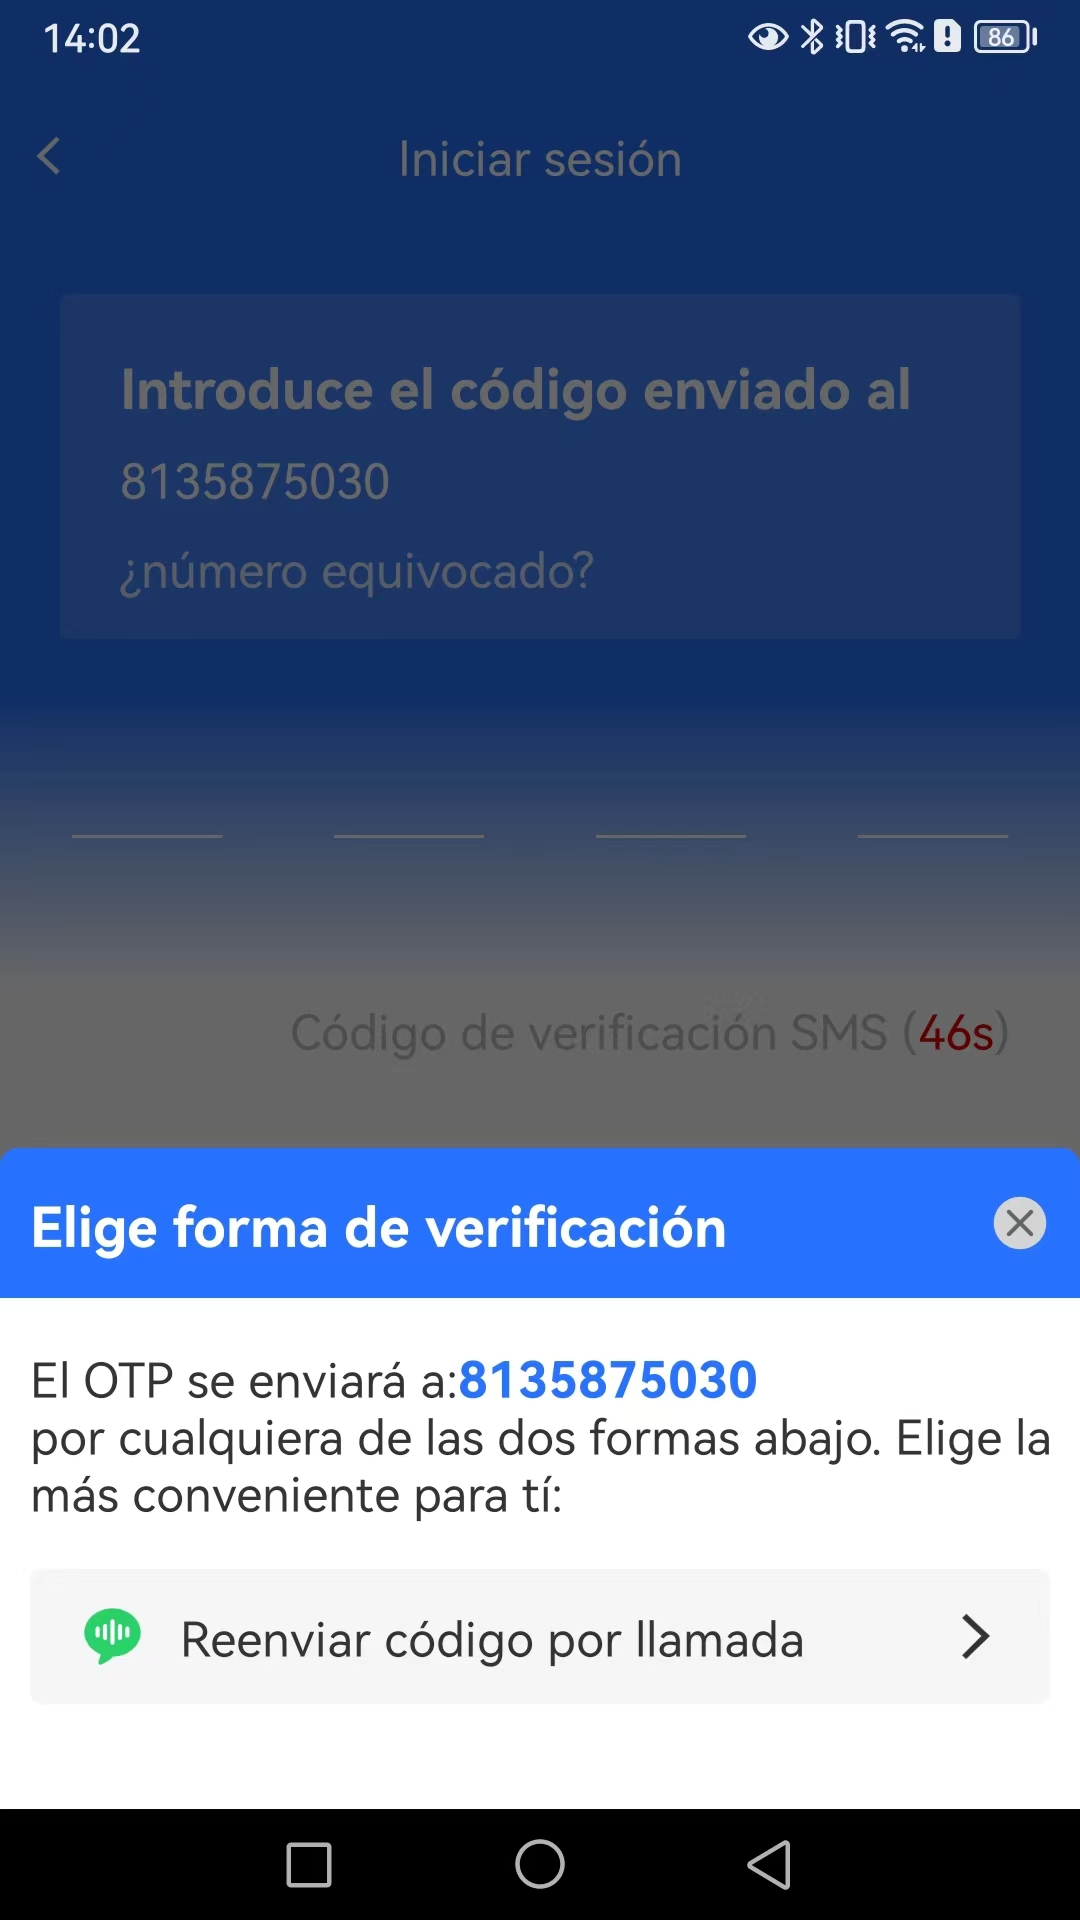 14:02
86
Iniciar sesión
Introduce el código enviado al
8135875030
¿número equivocado?
Código de verificación SMS (46s)
Elige forma de verificación
El OTP se enviará a:8135875030
por cualquiera de las dos formas abajo. Elige la
más conveniente para tí:
Reenviar código por llamada